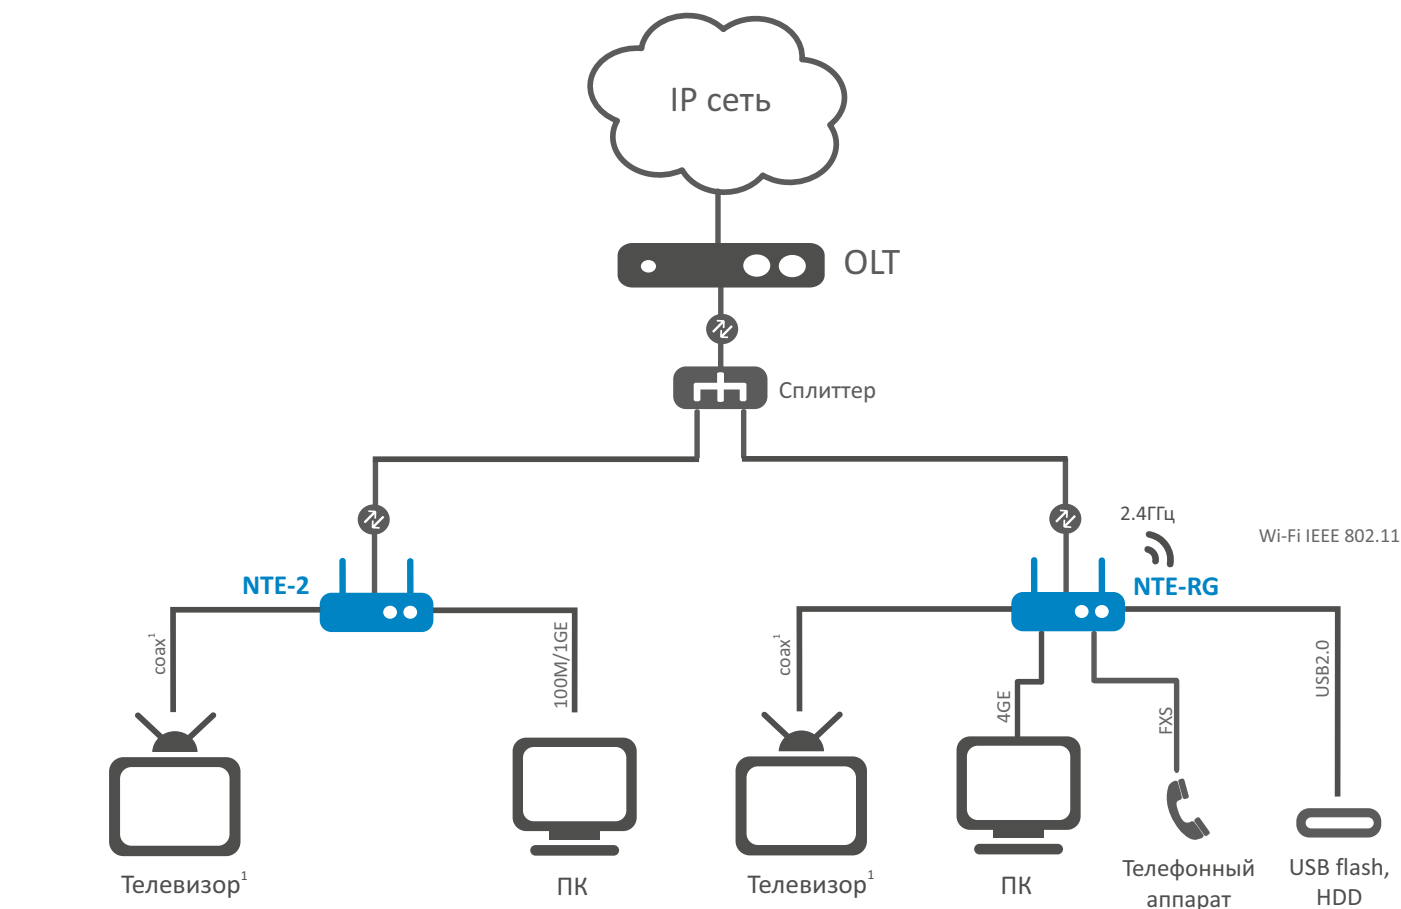 IP сеть
OLT
Сплиттер
2.4ГГц
Wi-Fi IEEE 802.11
NTE-2
NTE-RG
coax¹
100M/1GE
coax¹
4GE
FXS
USB2.0
Телевизор¹
ПК
Телевизор¹
ПК
Телефонный
аппарат
USB flash,
HDD